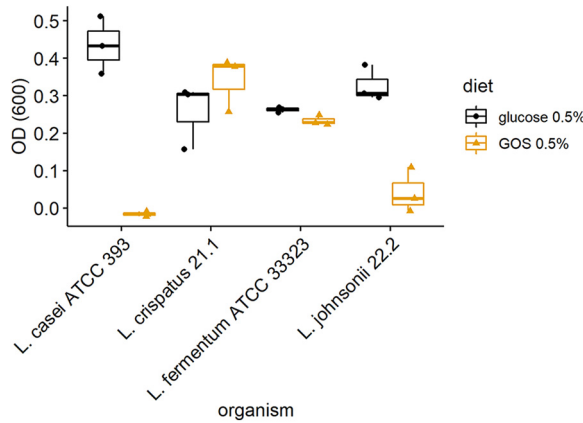 0.5
0.4
0.3
0.2
0.1
0.0
OD (600)
L. casei ATCC 393
L. crispatus 21.1
L. fermentum ATCC 33323
L. johnsonii 22.2
organism
diet
glucose 0.5%
GOS 0.5%